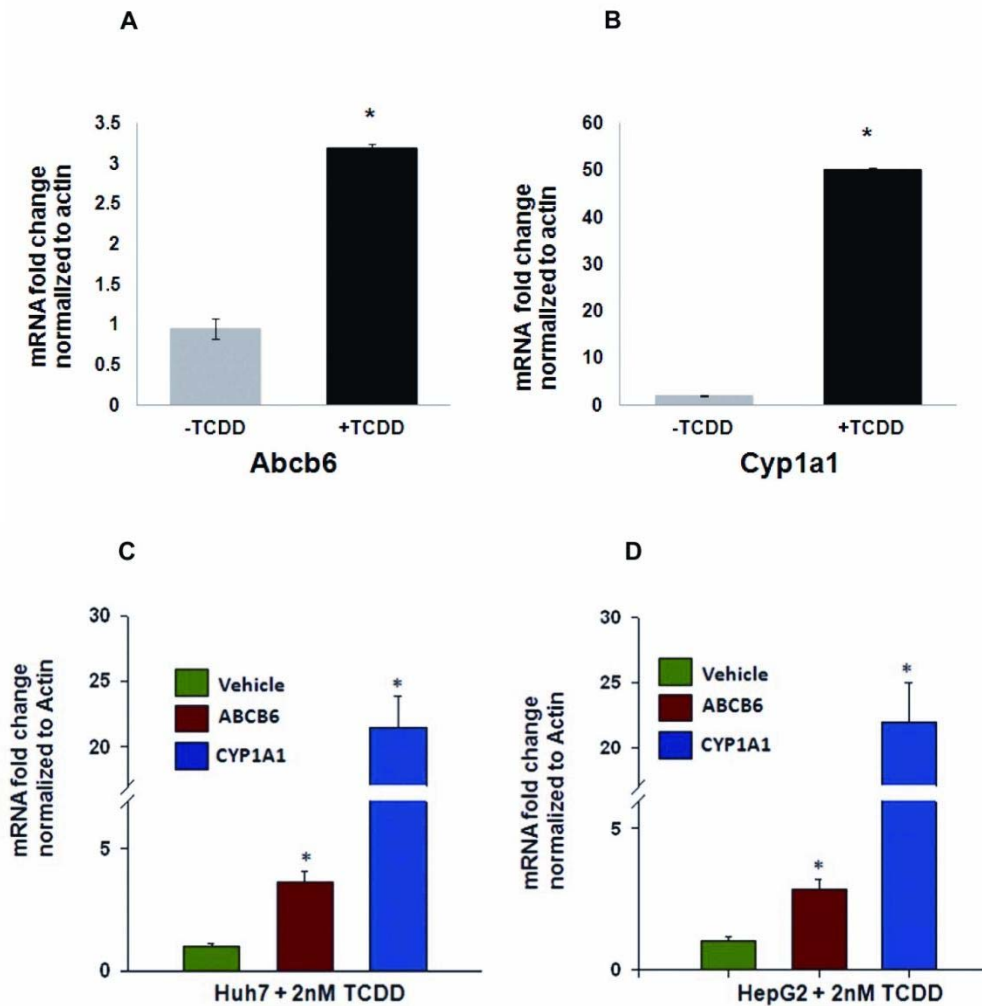 A
mRNA fold change
normalized to actin
3.5
3
2.5
2
1.5
1
0.5
0
*
-TCDD
+TCDD
Abcb6
B
mRNA fold change
normalized to actin
60
50
40
30
20
10
0
*
-TCDD
+TCDD
Cyp1a1
C
mRNA fold change
normalized to Actin
30
25
20
5
0
Vehicle
ABCB6
CYP1A1
*
*
Huh7 + 2nM TCDD
D
mRNA fold change
normalized to Actin
30
25
20
5
0
Vehicle
ABCB6
CYP1A1
*
*
HepG2 + 2nM TCDD